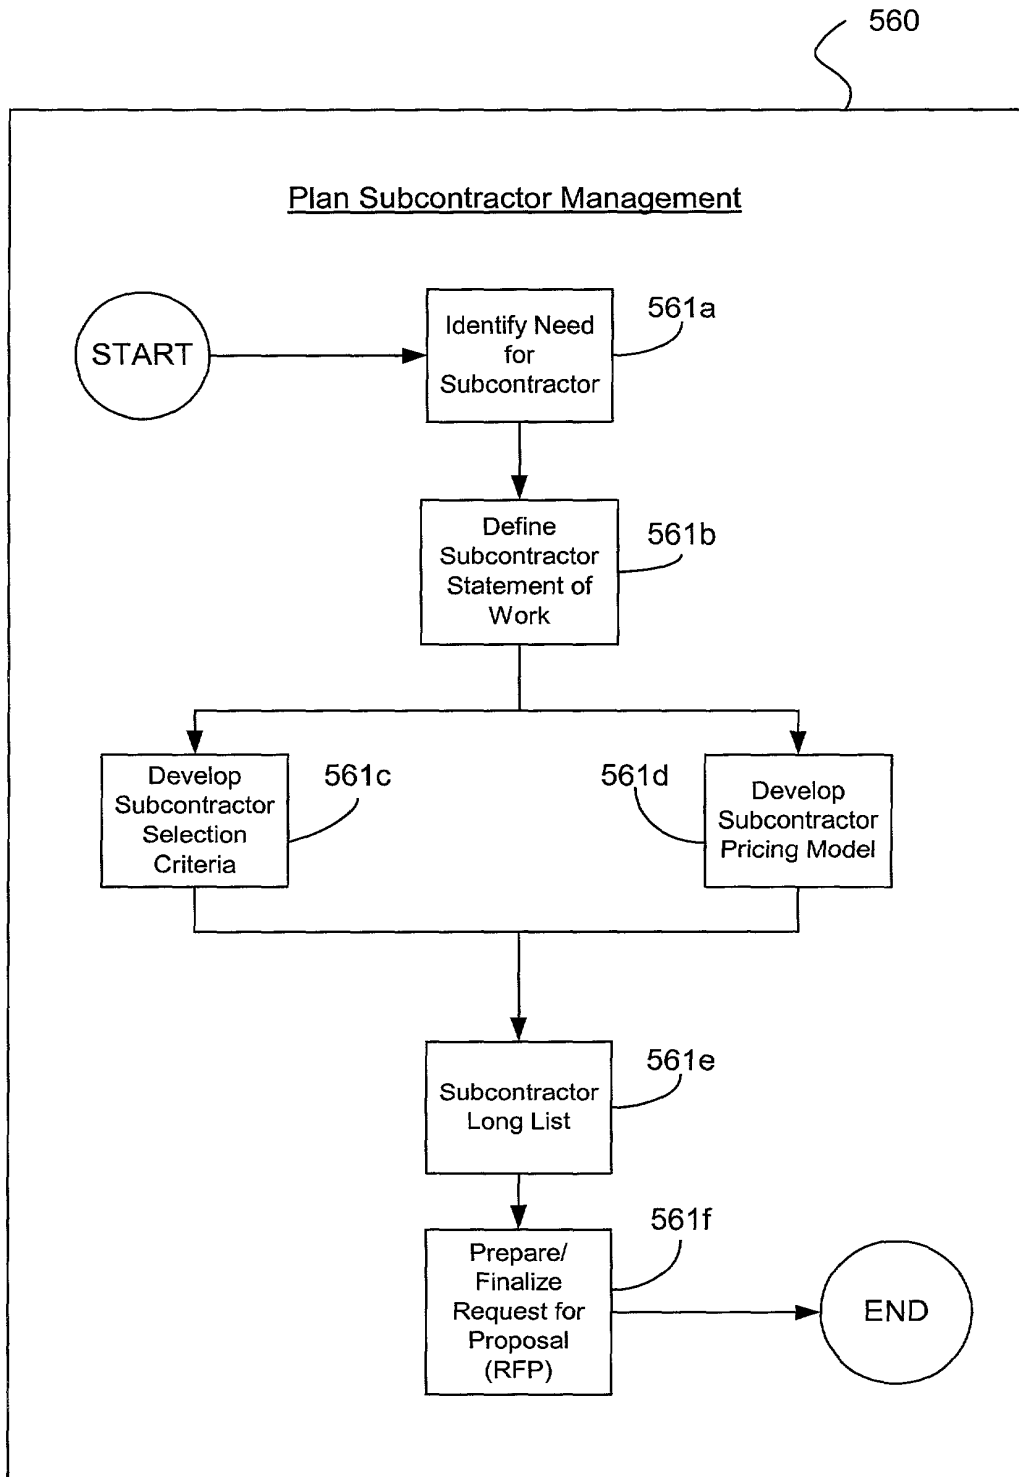 560
Plan Subcontractor Management
START
Identify Need
for
Subcontractor
561a
Define
Subcontractor
Statement of
Work
561b
Develop
Subcontractor
Selection
Criteria
561c
561d
Develop
Subcontractor
Pricing Model
Subcontractor
Long List
561e
Prepare/
Finalize
Request for
Proposal
(RFP)
561f
END